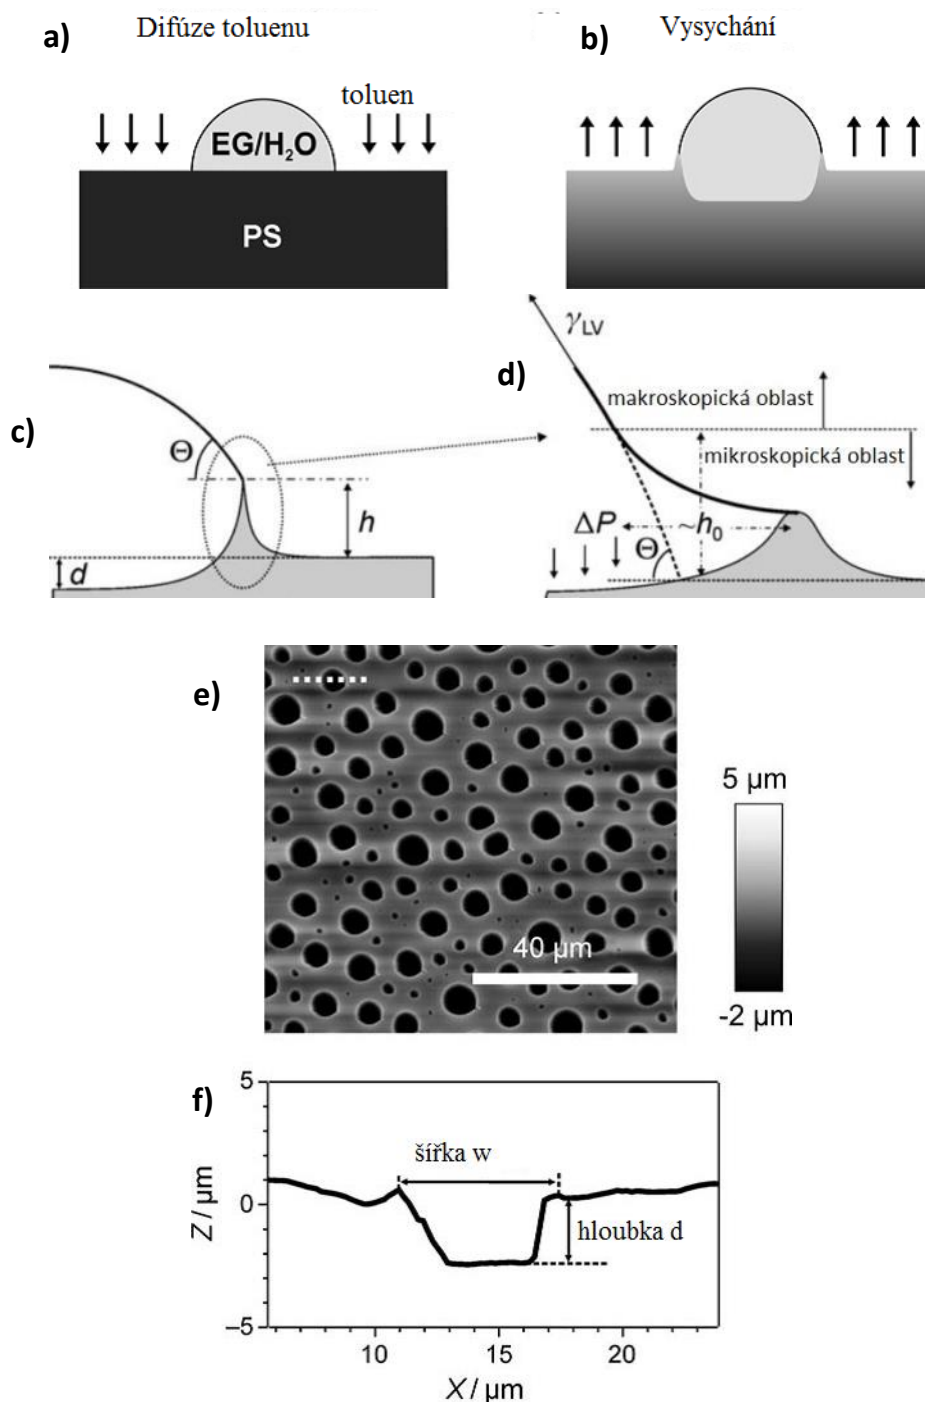 a)
Difúze toluenu
b)
Vysychání
toluen
EG/H₂O
PS
c)
Θ
h
d
d)
γLV
makroskopická oblast
mikroskopická oblast
ΔP
~h₀
Θ
e)
40 µm
5 µm
-2 µm
f)
5
0
–5
Z / µm
šířka w
hloubka d
10
15
20
X / µm